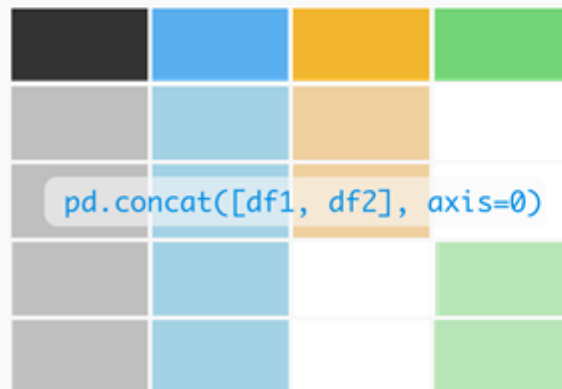 pd.concat([df1, df2], axis=0)